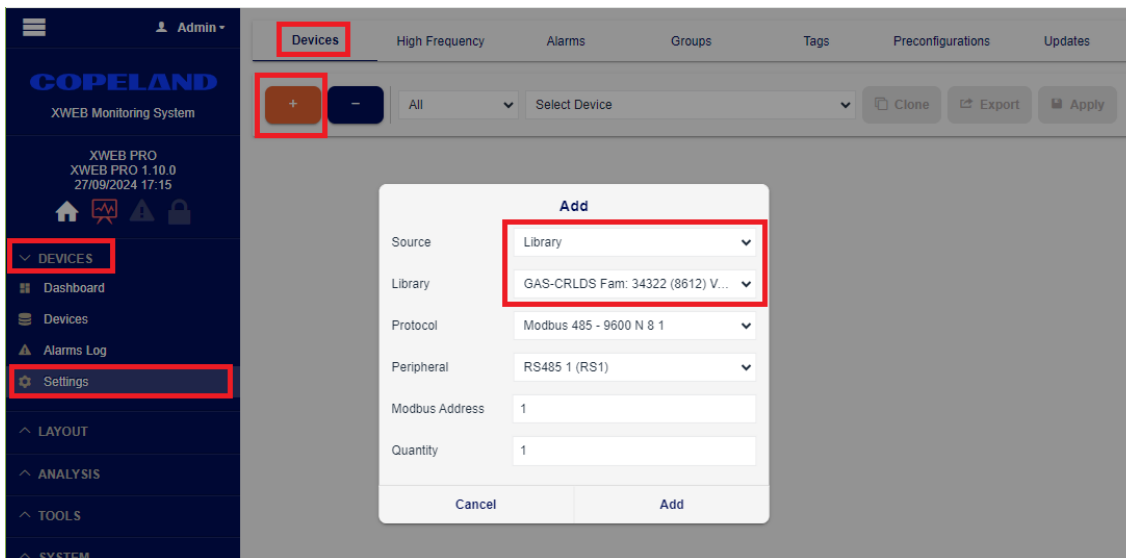 Admin
COPELAND
XWEB Monitoring System
XWEB PRO
XWEB PRO 1.10.0
27/09/2024 17:15
DEVICES
Dashboard
Devices
Alarms Log
Settings
LAYOUT
ANALYSIS
TOOLS
SYSTEM
Devices High Frequency Alarms Groups Tags Preconfigurations Updates
+ - All Select Device Clone Export Apply
Add
Source Library
Library GAS-CRLDS Fam: 34322 (8612) V...
Protocol Modbus 485 - 9600 N 8 1
Peripheral RS485 1 (RS1)
Modbus Address 1
Quantity 1
Cancel Add